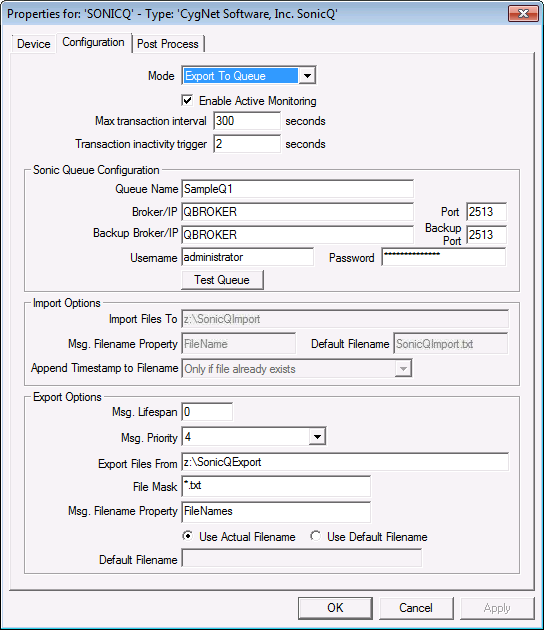 Properties for: 'SONICQ' - Type: 'CygNet Software, Inc. SonicQ'
Device Configuration Post Process
Mode Export To Queue
Enable Active Monitoring
Max transaction interval 300 seconds
Transaction inactivity trigger 2 seconds
Sonic Queue Configuration
Queue Name SampleQ1
Broker/IP QBROKER Port 2513
Backup Broker/IP QBROKER Backup Port 2513
Username administrator Password **************
Test Queue
Import Options
Import Files To z:\SonicQImport
Msg. Filename Property FileName Default Filename SonicQImport.txt
Append Timestamp to Filename Only if file already exists
Export Options
Msg. Lifespan 0
Msg. Priority 4
Export Files From z:\SonicQExport
File Mask *.txt
Msg. Filename Property FileNames
Use Actual Filename Use Default Filename
Default Filename
OK Cancel Apply